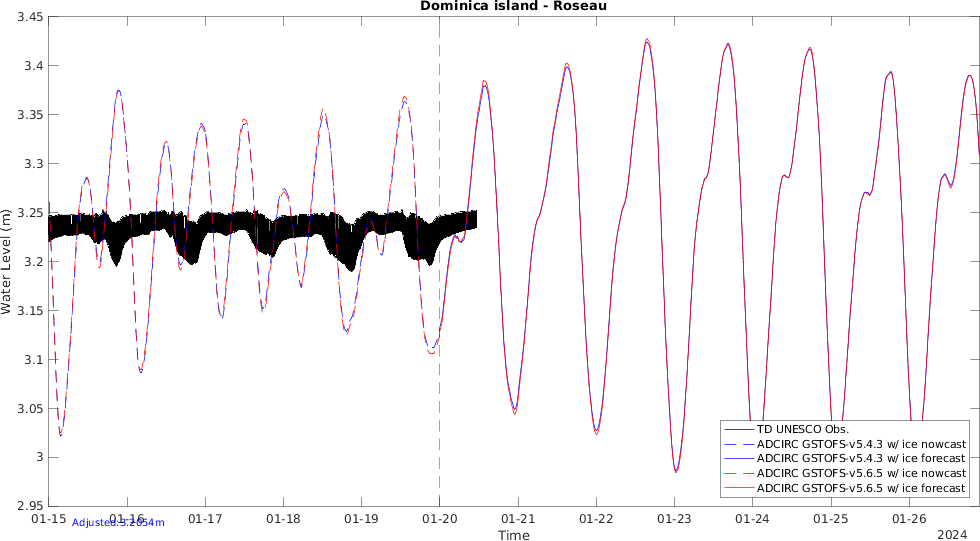 Dominica island - Roseau
3.45
3.4
3.35
3.3
3.25
3.2
3.15
3.1
3.05
3
2.95
Water Level (m)
TD UNESCO Obs.
ADCIRC GSTOFS-v5.4.3 w/ ice nowcast
ADCIRC GSTOFS-v5.4.3 w/ ice forecast
ADCIRC GSTOFS-v5.6.5 w/ ice nowcast
ADCIRC GSTOFS-v5.6.5 w/ ice forecast
01-15 01-16 01-17 01-18 01-19 01-20 01-21 01-22 01-23 01-24 01-25 01-26
Adjusted:3.2054m
Time
2024